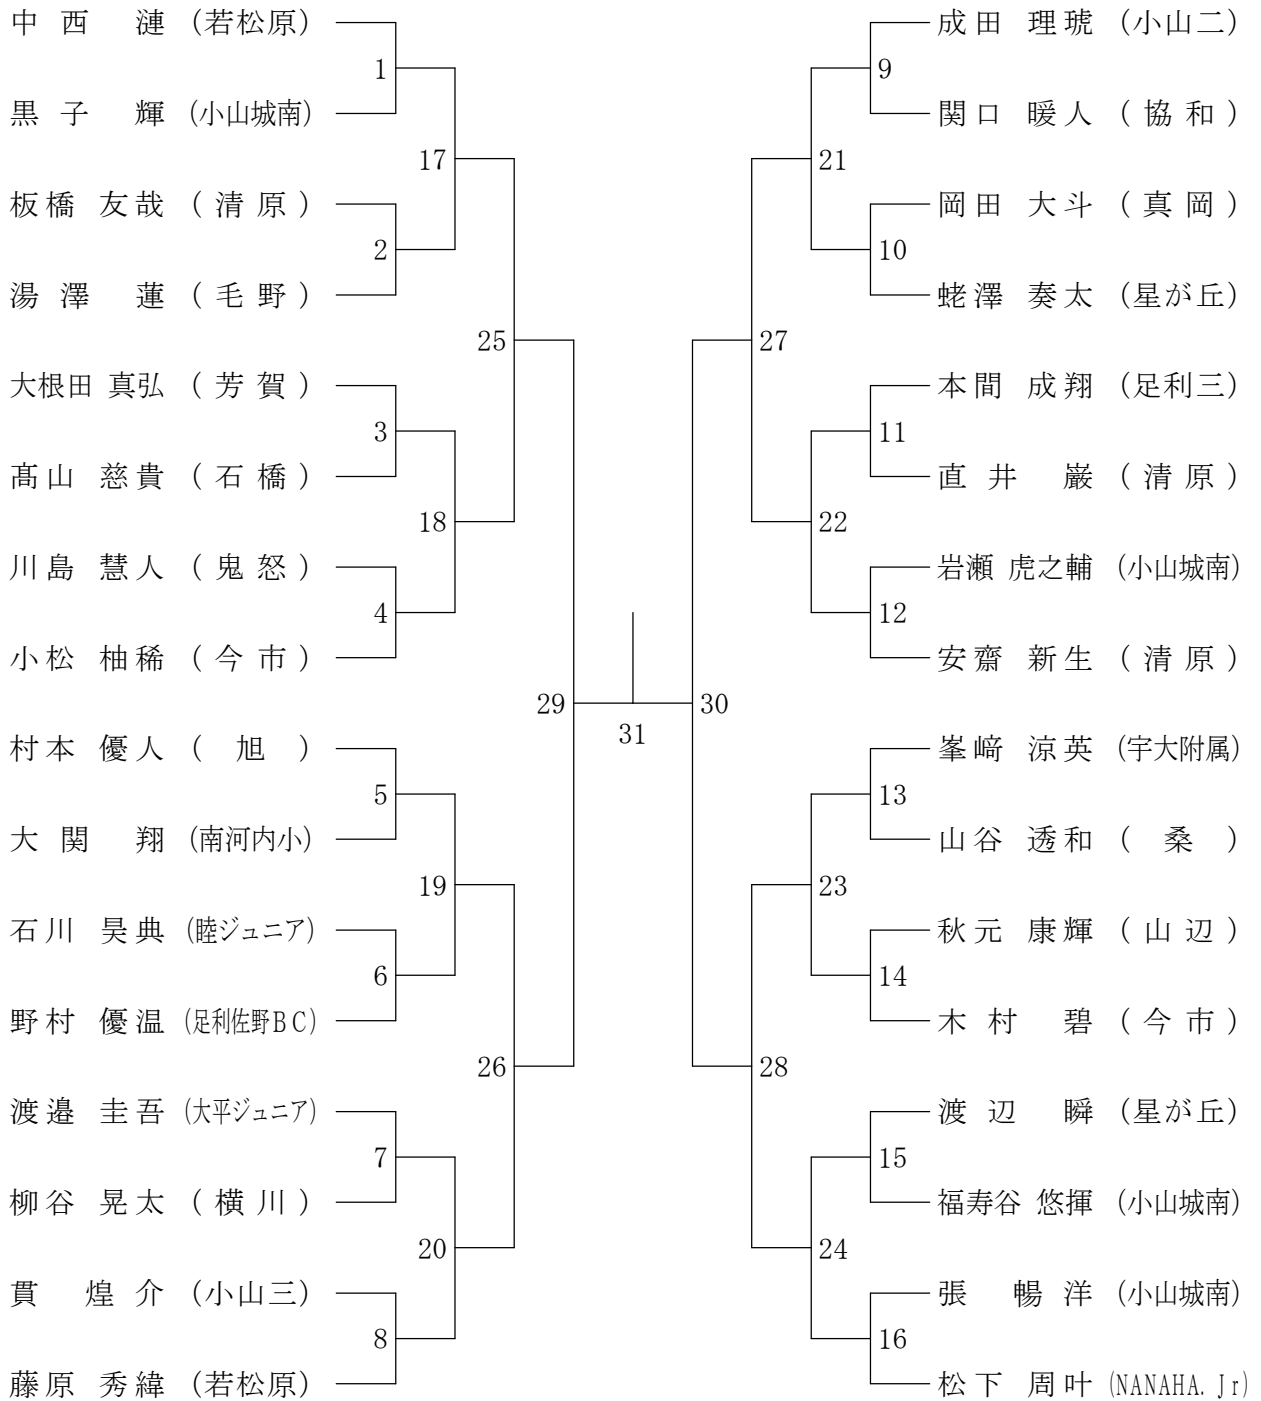 中西 漣 (若松原)
1
黒子 輝 (小山城南)
17
板橋 友哉 (清原)
2
湯澤 蓮 (毛野)
25
大根田 真弘 (芳賀)
3
髙山 慈貴 (石橋)
18
川島 慧人 (鬼怒)
4
小松 柚稀 (今市)
29
村本 優人 (旭)
5
大関 翔 (南河内小)
19
石川 昊典 (睦ジュニア)
6
野村 優温 (足利佐野BC)
26
渡邉 圭吾 (大平ジュニア)
7
柳谷 晃太 (横川)
20
貫 煌介 (小山三)
8
藤原 秀緯 (若松原)
31
成田 理琥 (小山二)
9
関口 暖人 (協和)
21
岡田 大斗 (真岡)
10
蛯澤 奏太 (星が丘)
27
本間 成翔 (足利三)
11
直井 巌 (清原)
22
岩瀬 虎之輔 (小山城南)
12
安齋 新生 (清原)
30
峯﨑 涼英 (宇大附属)
13
山谷 透和 (桑)
23
秋元 康輝 (山辺)
14
木村 碧 (今市)
28
渡辺 瞬 (星が丘)
15
福寿谷 悠揮 (小山城南)
24
張 暢洋 (小山城南)
16
松下 周叶 (NANAHA.Jr)